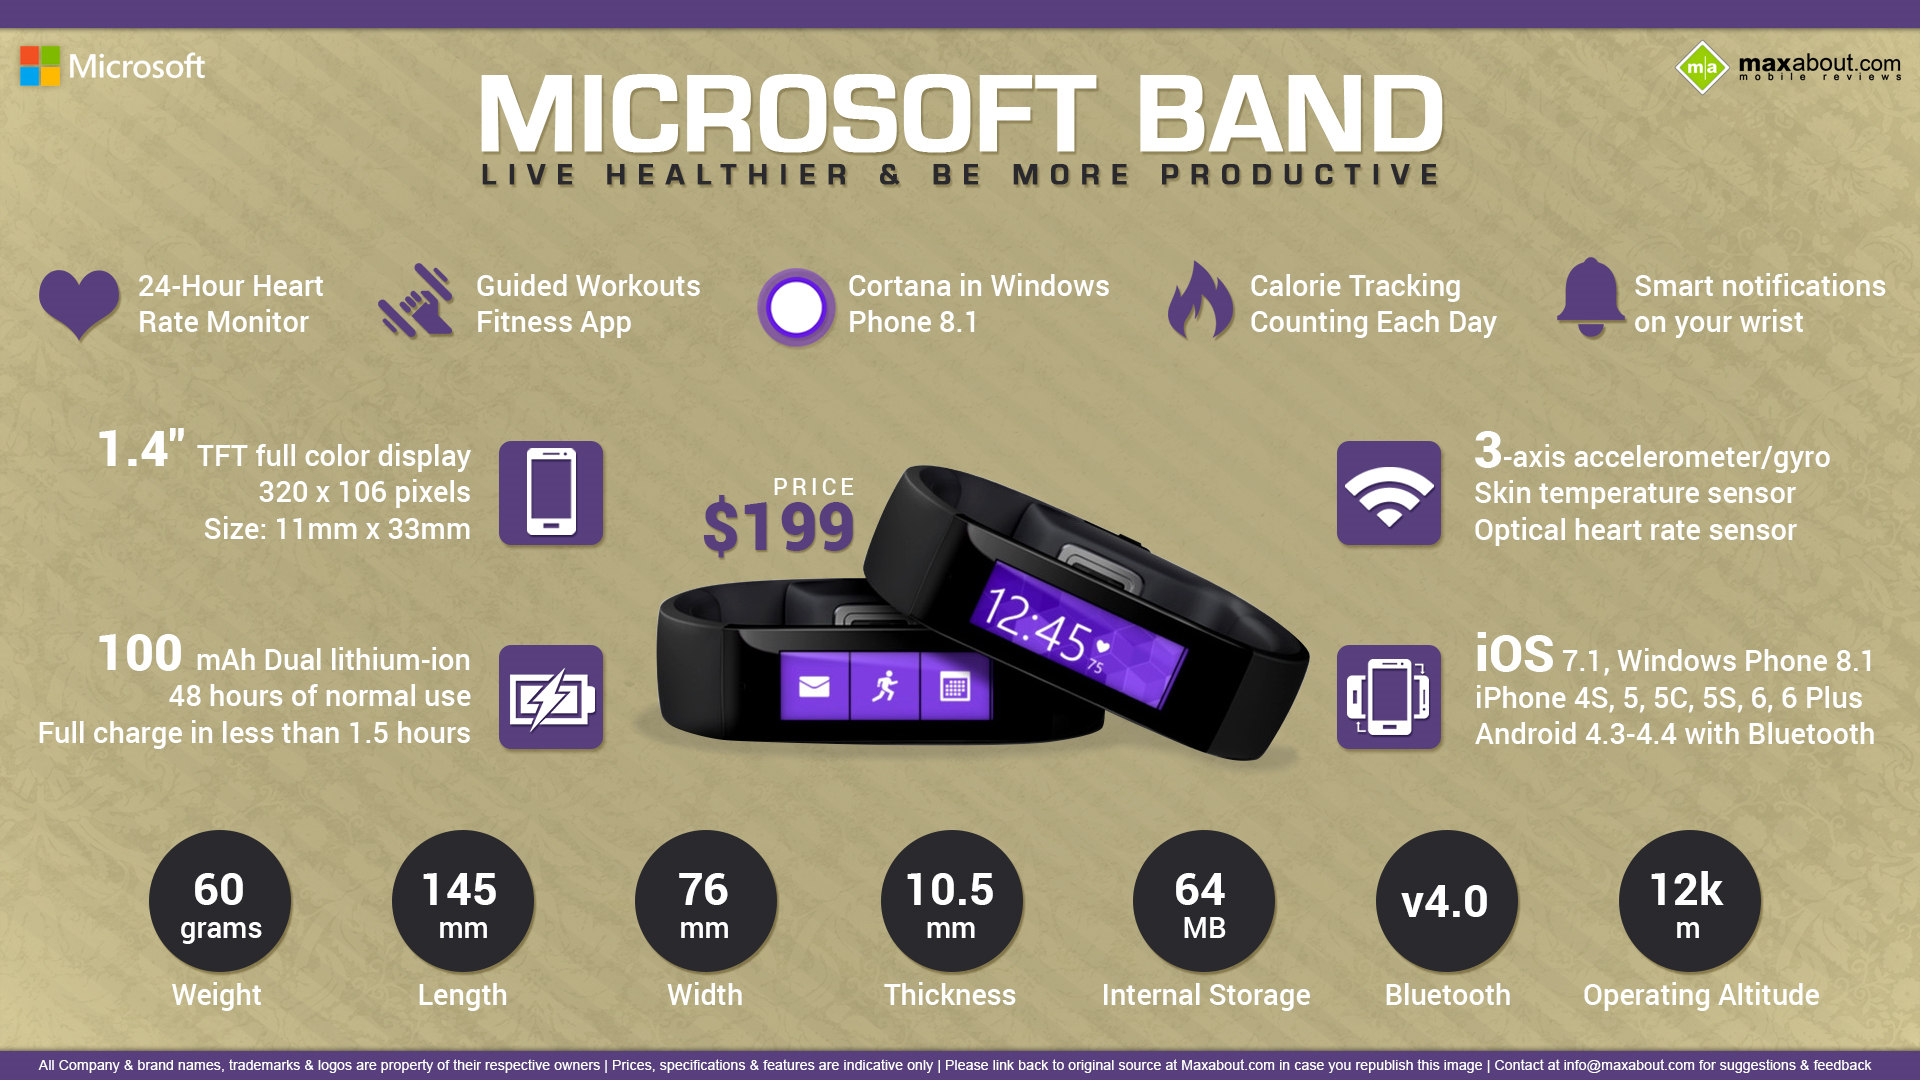 Microsoft
m|a maxabout.com
mobile reviews
MICROSOFT BAND
LIVE HEALTHIER & BE MORE PRODUCTIVE
24-Hour Heart
Rate Monitor
Guided Workouts
Fitness App
Cortana in Windows
Phone 8.1
Calorie Tracking
Counting Each Day
Smart notifications
on your wrist
1.4" TFT full color display
320 x 106 pixels
Size: 11mm x 33mm
PRICE
$199
12:45
75
3-axis accelerometer/gyro
Skin temperature sensor
Optical heart rate sensor
100 mAh Dual lithium-ion
48 hours of normal use
Full charge in less than 1.5 hours
iOS 7.1, Windows Phone 8.1
iPhone 4S, 5, 5C, 5S, 6, 6 Plus
Android 4.3-4.4 with Bluetooth
60
grams
Weight
145
mm
Length
76
mm
Width
10.5
mm
Thickness
64
MB
Internal Storage
v4.0
Bluetooth
12k
m
Operating Altitude
All Company & brand names, trademarks & logos are property of their respective owners | Prices, specifications & features are indicative only | Please link back to original source at Maxabout.com in case you republish this image | Contact at info@maxabout.com for suggestions & feedback